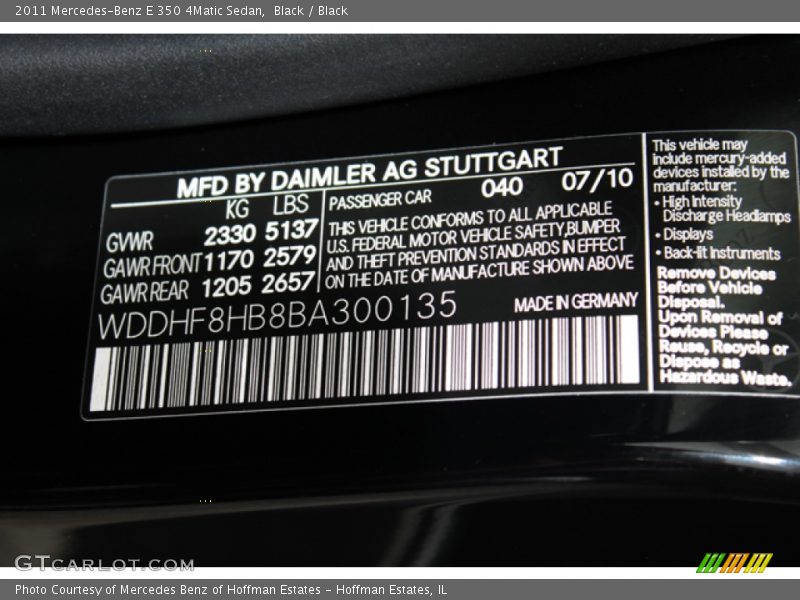 2011 Mercedes-Benz E 350 4Matic Sedan,  Black / Black
MFD BY DAIMLER AG STUTTGART
KG LBS
GVWR 2330 5137
GAWR FRONT 1170 2579
GAWR REAR 1205 2657
PASSENGER CAR 040 07/10
THIS VEHICLE CONFORMS TO ALL APPLICABLE
U.S. FEDERAL MOTOR VEHICLE SAFETY,BUMPER
AND THEFT PREVENTION STANDARDS IN EFFECT
ON THE DATE OF MANUFACTURE SHOWN ABOVE
WDDHF8HB8BA300135
MADE IN GERMANY
This vehicle may
include mercury-added
devices installed by the
manufacturer:
• High Intensity
Discharge Headlamps
• Displays
• Back-lit Instruments
Remove Devices
Before Vehicle
Disposal.
Upon Removal of
Devices Please
Reuse, Recycle or
Dispose as
Hazardous Waste.
GTCARLOT.COM
Photo Courtesy of Mercedes Benz of Hoffman Estates - Hoffman Estates, IL